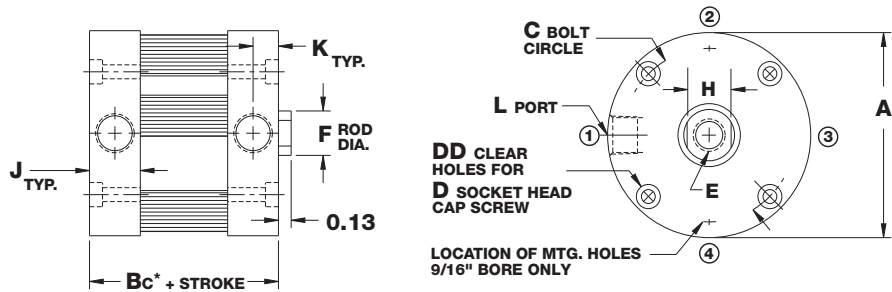 K TYP.
F ROD DIA.
J TYP.
0.13
BC* + STROKE
C BOLT CIRCLE
L PORT
DD CLEAR HOLES FOR
D SOCKET HEAD CAP SCREW
LOCATION OF MTG. HOLES
9/16" BORE ONLY
2
H
1
3
A
E
4